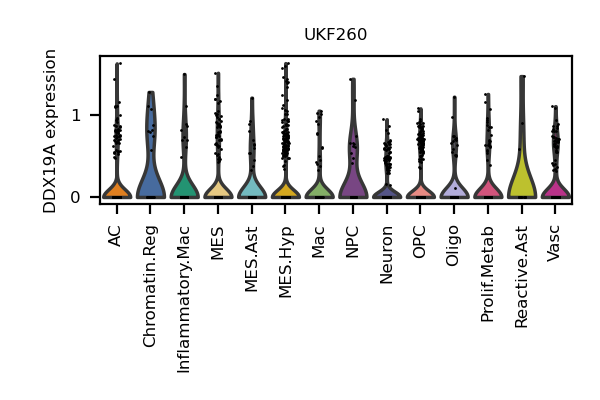 UKF260
DDX19A expression
1
0
AC
Chromatin.Reg
Inflammatory.Mac
MES
MES.Ast
MES.Hyp
Mac
NPC
Neuron
OPC
Oligo
Prolif.Metab
Reactive.Ast
Vasc